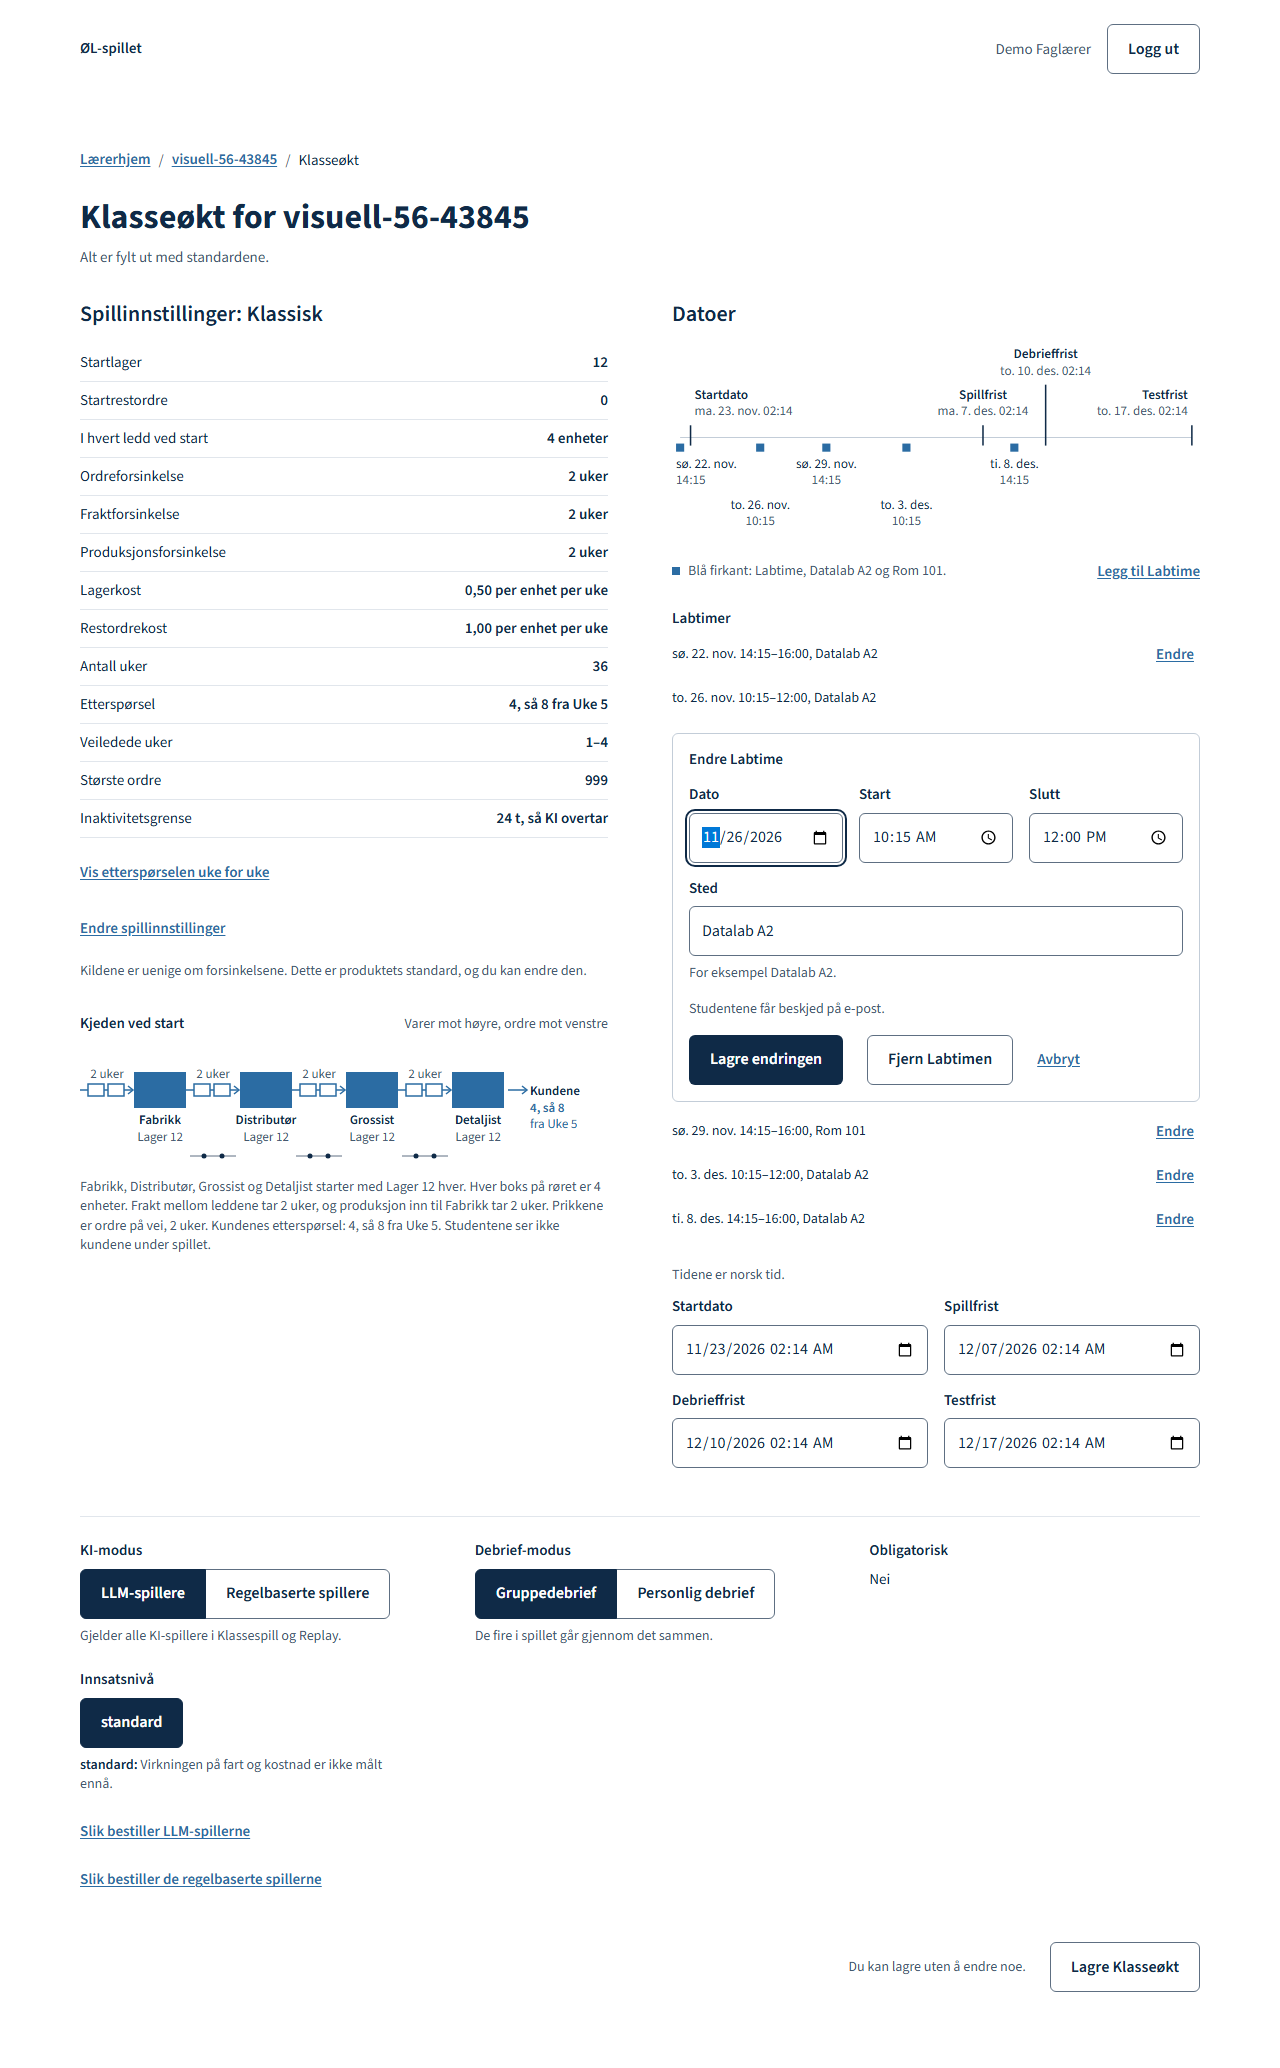 ØL-spillet
Demo Faglærer
Logg ut
Lærerhjem / visuell-56-43845 / Klasseøkt
Klasseøkt for visuell-56-43845
Alt er fylt ut med standardene.
Spillinnstillinger: Klassisk
Startlager 12
Startrestordre 0
I hvert ledd ved start 4 enheter
Ordreforsinkelse 2 uker
Fraktforsinkelse 2 uker
Produksjonsforsinkelse 2 uker
Lagerkost 0,50 per enhet per uke
Restordrekost 1,00 per enhet per uke
Antall uker 36
Etterspørsel 4, så 8 fra Uke 5
Veiledede uker 1–4
Største ordre 999
Inaktivitetsgrense 24 t, så KI overtar
Vis etterspørselen uke for uke
Endre spillinnstillinger
Kildene er uenige om forsinkelsene. Dette er produktets standard, og du kan endre den.
Kjeden ved start
Varer mot høyre, ordre mot venstre
2 uker 2 uker 2 uker 2 uker
Fabrikk Distributør Grossist Detaljist
Lager 12 Lager 12 Lager 12 Lager 12
Kundene
4, så 8
fra Uke 5
Fabrikk, Distributør, Grossist og Detaljist starter med Lager 12 hver. Hver boks på røret er 4
enheter. Frakt mellom leddene tar 2 uker, og produksjon inn til Fabrikk tar 2 uker. Prikkene
er ordre på vei, 2 uker. Kundenes etterspørsel: 4, så 8 fra Uke 5. Studentene ser ikke
kundene under spillet.
Datoer
Debrieffrist
to. 10. des. 02:14
Startdato Spillfrist Testfrist
ma. 23. nov. 02:14 ma. 7. des. 02:14 to. 17. des. 02:14
sø. 22. nov. sø. 29. nov. ti. 8. des.
14:15 14:15 14:15
to. 26. nov. to. 3. des.
10:15 10:15
Blå firkant: Labtime, Datalab A2 og Rom 101.
Legg til Labtime
Labtimer
sø. 22. nov. 14:15–16:00, Datalab A2 Endre
to. 26. nov. 10:15–12:00, Datalab A2
Endre Labtime
Dato Start Slutt
11/26/2026 10:15 AM 12:00 PM
Sted
Datalab A2
For eksempel Datalab A2.
Studentene får beskjed på e-post.
Lagre endringen Fjern Labtimen Avbryt
sø. 29. nov. 14:15–16:00, Rom 101 Endre
to. 3. des. 10:15–12:00, Datalab A2 Endre
ti. 8. des. 14:15–16:00, Datalab A2 Endre
Tidene er norsk tid.
Startdato Spillfrist
11/23/2026 02:14 AM 12/07/2026 02:14 AM
Debrieffrist Testfrist
12/10/2026 02:14 AM 12/17/2026 02:14 AM
KI-modus
LLM-spillere Regelbaserte spillere
Gjelder alle KI-spillere i Klassespill og Replay.
Debrief-modus
Gruppedebrief Personlig debrief
De fire i spillet går gjennom det sammen.
Obligatorisk
Nei
Innsatsnivå
standard
standard: Virkningen på fart og kostnad er ikke målt
ennå.
Slik bestiller LLM-spillerne
Slik bestiller de regelbaserte spillerne
Du kan lagre uten å endre noe.
Lagre Klasseøkt